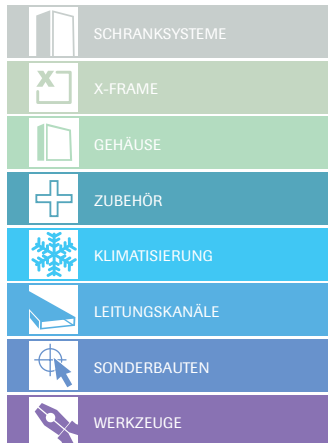 SCHRANKSYSTEME
X-FRAME
GEHÄUSE
ZUBEHÖR
KLIMATISIERUNG
LEITUNGSKANÄLE
SONDERBAUTEN
WERKZEUGE